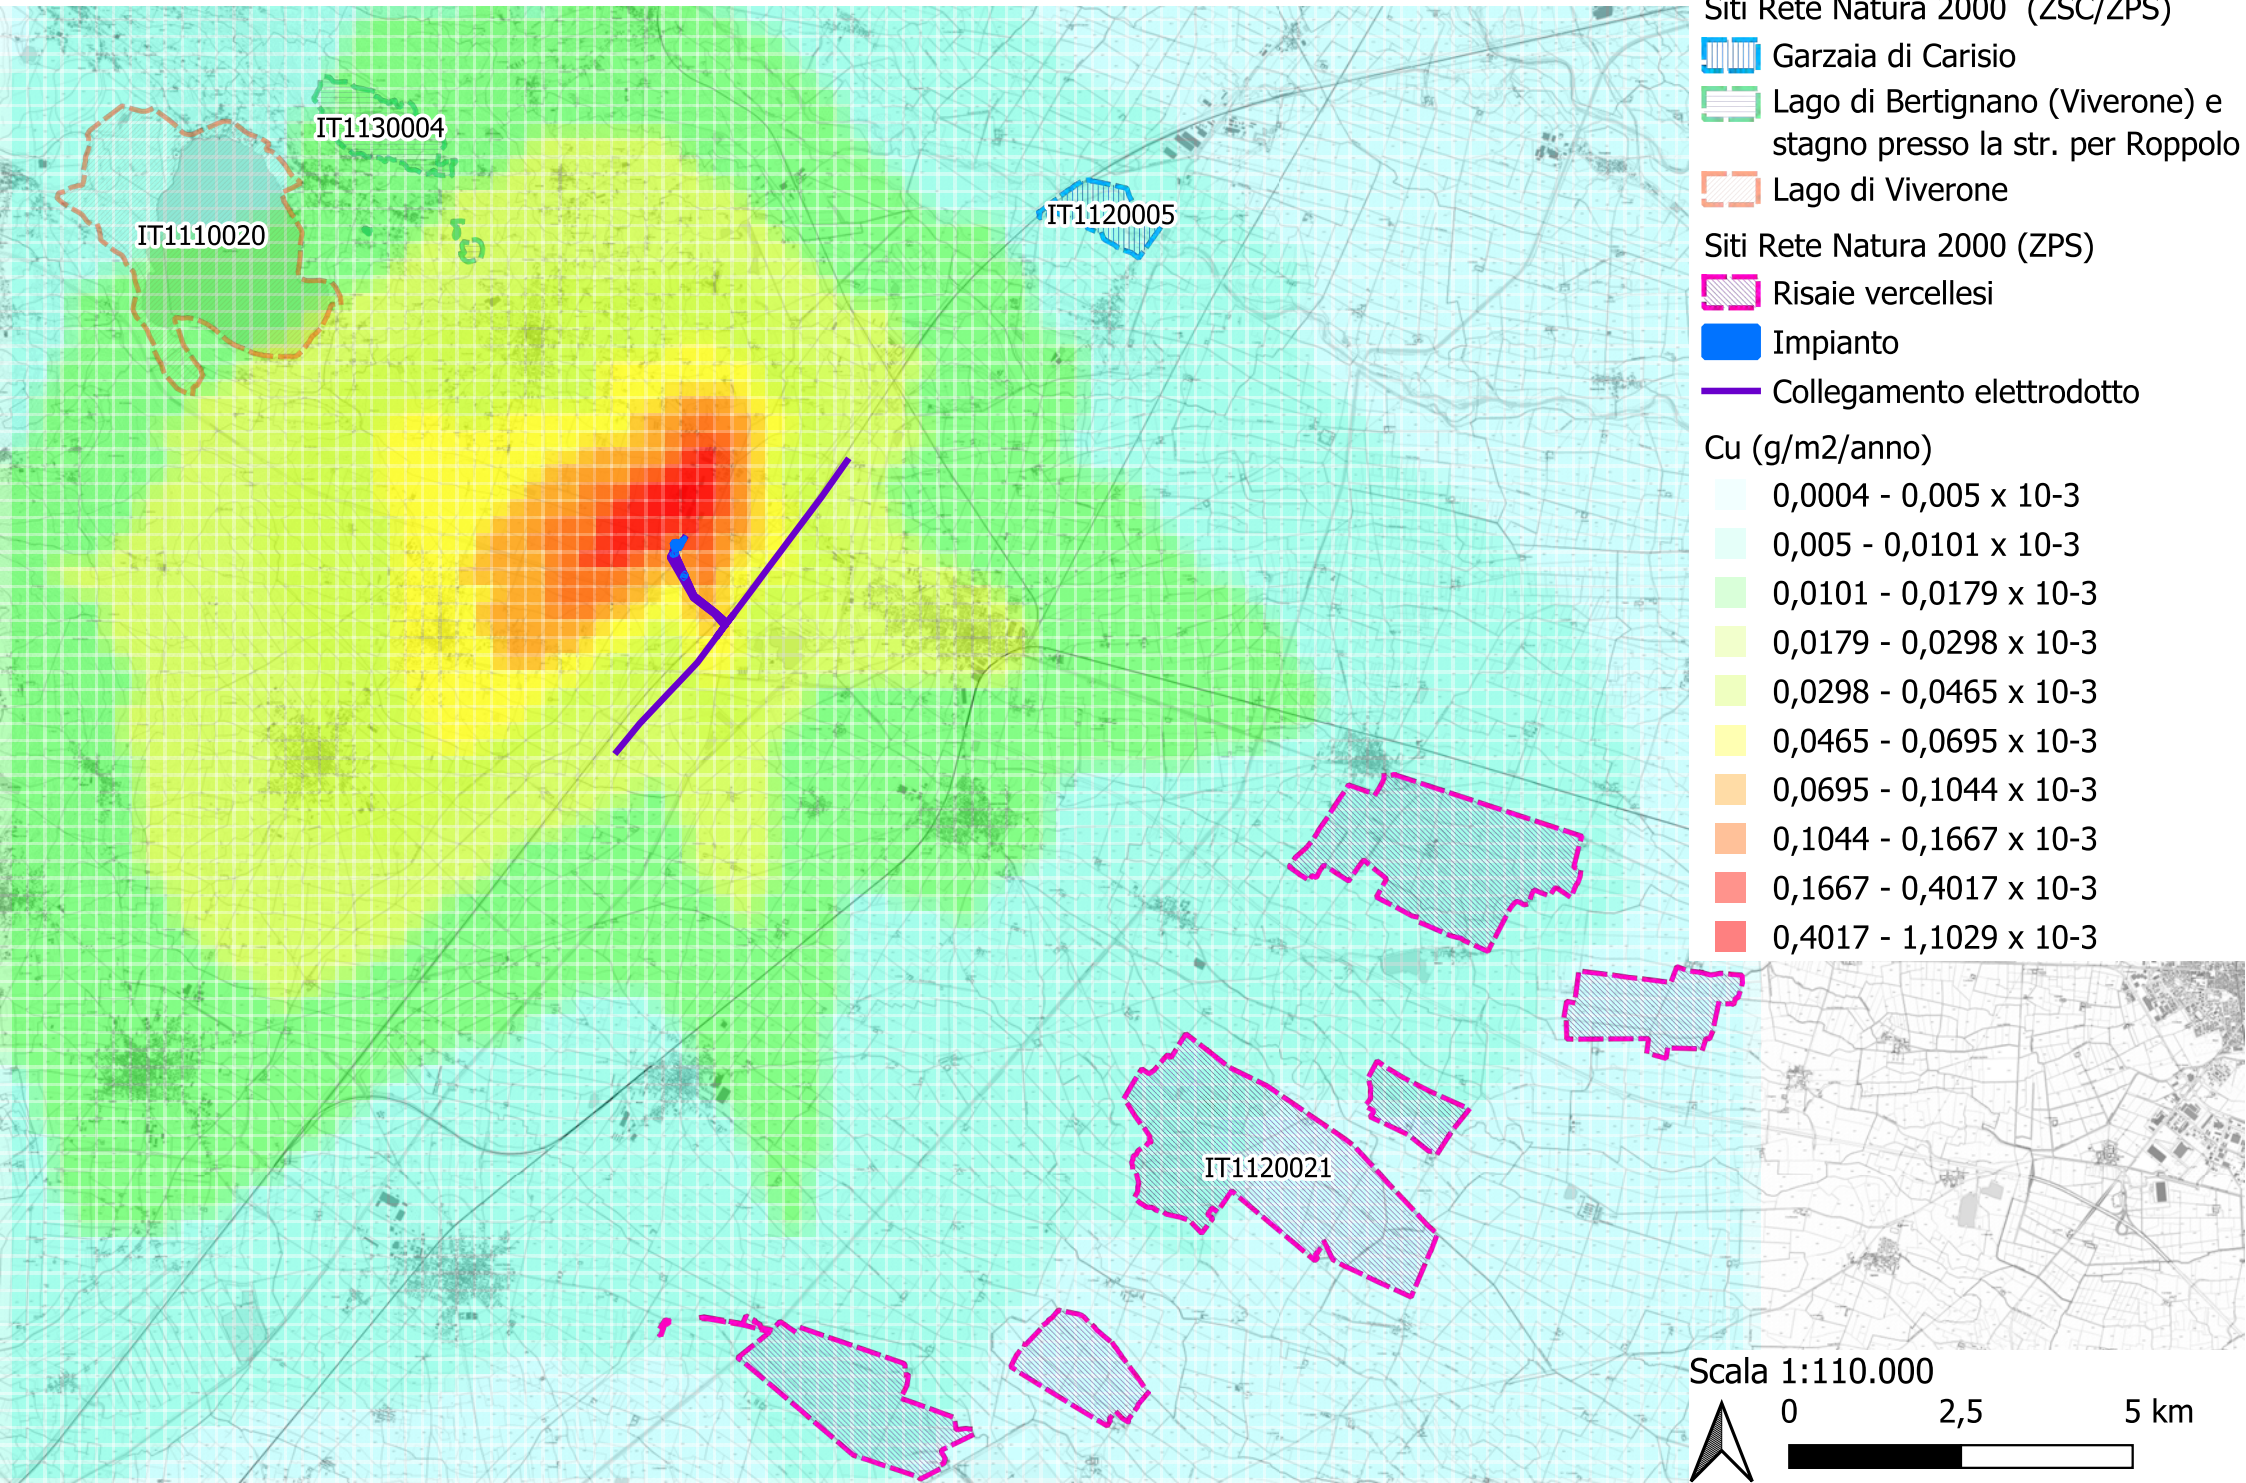 Siti Rete Natura 2000 (ZSC/ZPS)
Garzaia di Carisio
Lago di Bertignano (Viverone) e
stagno presso la str. per Roppolo
Lago di Viverone
Siti Rete Natura 2000 (ZPS)
Risaie vercellesi
Impianto
Collegamento elettrodotto
Cu (g/m2/anno)
0,0004 - 0,005 x 10-3
0,005 - 0,0101 x 10-3
0,0101 - 0,0179 x 10-3
0,0179 - 0,0298 x 10-3
0,0298 - 0,0465 x 10-3
0,0465 - 0,0695 x 10-3
0,0695 - 0,1044 x 10-3
0,1044 - 0,1667 x 10-3
0,1667 - 0,4017 x 10-3
0,4017 - 1,1029 x 10-3
IT1130004
IT1110020
IT1120005
IT1120021
Scala 1:110.000
0 2,5 5 km